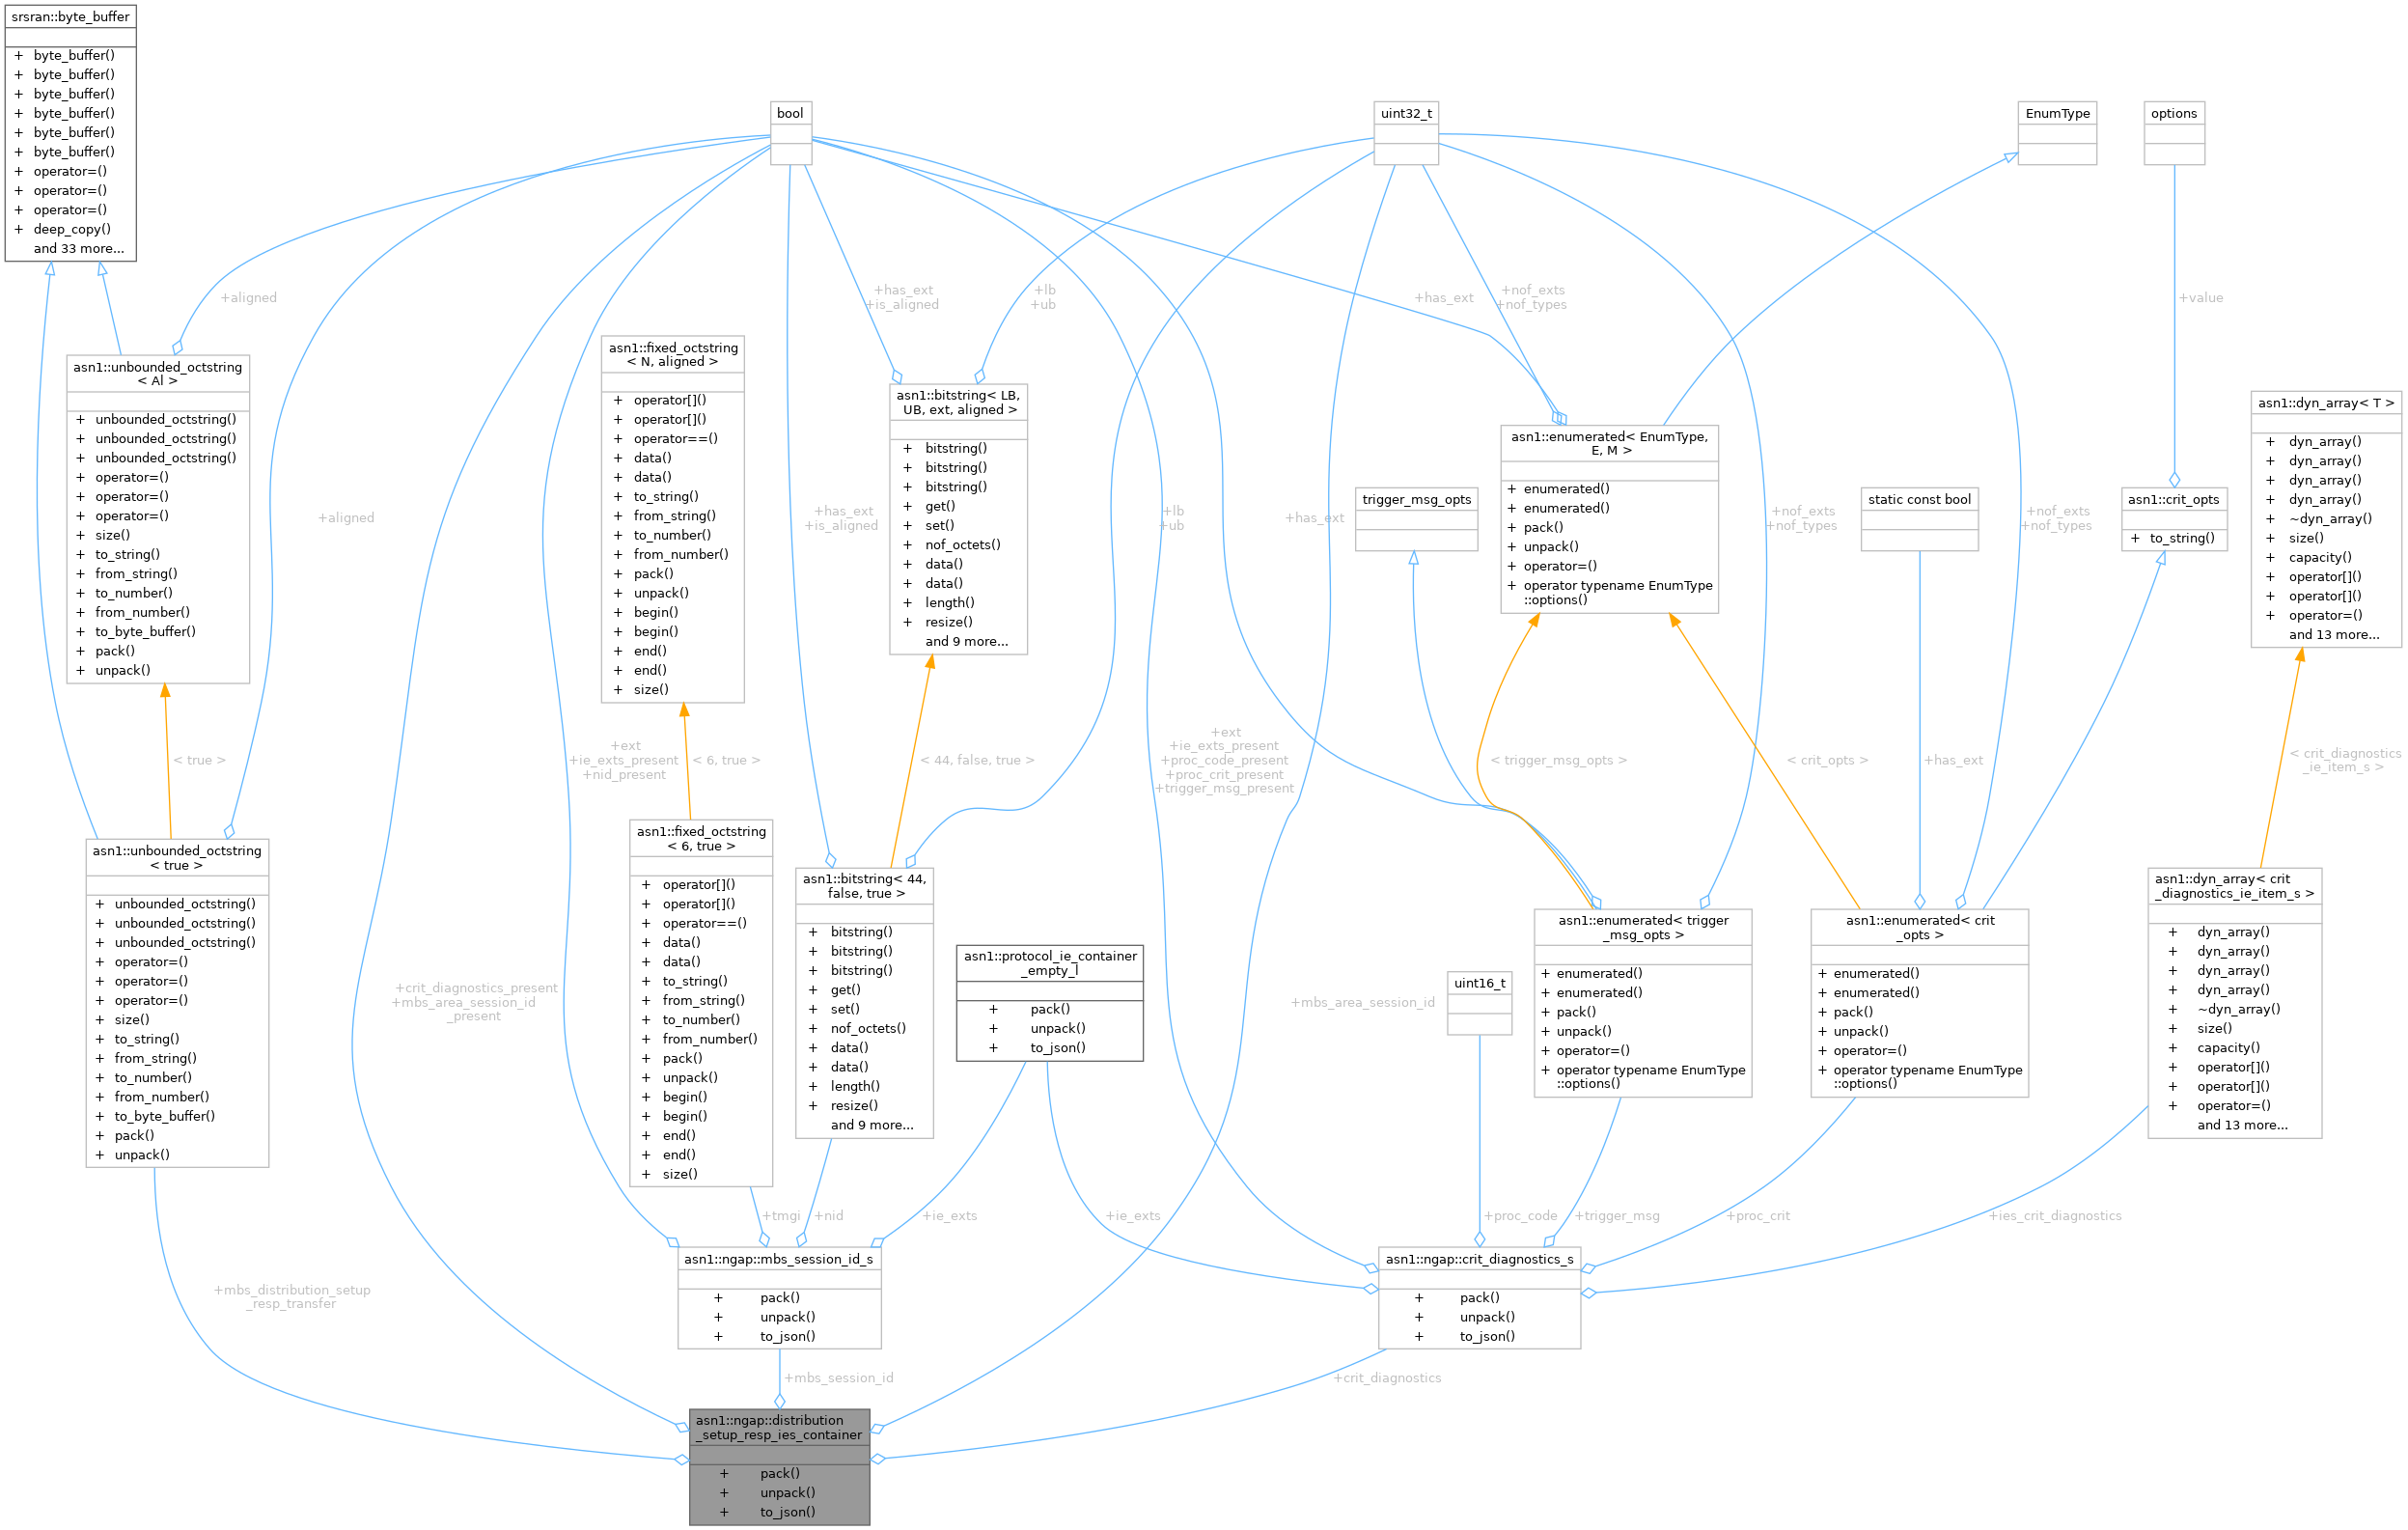 srsran::byte_buffer
+ byte_buffer()
+ byte_buffer()
+ byte_buffer()
+ byte_buffer()
+ byte_buffer()
+ byte_buffer()
+ operator=()
+ operator=()
+ operator=()
+ deep_copy()
and 33 more...
bool
uint32_t
EnumType
options
+aligned
+has_ext
+is_aligned
+lb
+ub
+has_ext
+nof_exts
+nof_types
+value
asn1::unbounded_octstring
< Al >
+ unbounded_octstring()
+ unbounded_octstring()
+ unbounded_octstring()
+ operator=()
+ operator=()
+ operator=()
+ size()
+ to_string()
+ from_string()
+ to_number()
+ from_number()
+ to_byte_buffer()
+ pack()
+ unpack()
asn1::fixed_octstring
< N, aligned >
+ operator[]()
+ operator[]()
+ operator==()
+ data()
+ data()
+ to_string()
+ from_string()
+ to_number()
+ from_number()
+ pack()
+ unpack()
+ begin()
+ begin()
+ end()
+ end()
+ size()
asn1::bitstring< LB,
UB, ext, aligned >
+ bitstring()
+ bitstring()
+ bitstring()
+ get()
+ set()
+ nof_octets()
+ data()
+ data()
+ length()
+ resize()
and 9 more...
asn1::enumerated< EnumType,
E, M >
+ enumerated()
+ enumerated()
+ pack()
+ unpack()
+ operator=()
+ operator typename EnumType
::options()
trigger_msg_opts
static const bool
asn1::crit_opts
+ to_string()
asn1::dyn_array< T >
+ dyn_array()
+ dyn_array()
+ dyn_array()
+ dyn_array()
+ ~dyn_array()
+ size()
+ capacity()
+ operator[]()
+ operator[]()
+ operator=()
and 13 more...
+aligned
+has_ext
+is_aligned
+lb
+ub
+has_ext
+nof_exts
+nof_types
+nof_exts
+nof_types
< true >
+ext
+ie_exts_present
+nid_present
< 6, true >
< 44, false, true >
+ext
+ie_exts_present
+proc_code_present
+proc_crit_present
+trigger_msg_present
< trigger_msg_opts >
< crit_opts >
+has_ext
< crit_diagnostics
_ie_item_s >
asn1::unbounded_octstring
< true >
+ unbounded_octstring()
+ unbounded_octstring()
+ unbounded_octstring()
+ operator=()
+ operator=()
+ operator=()
+ size()
+ to_string()
+ from_string()
+ to_number()
+ from_number()
+ to_byte_buffer()
+ pack()
+ unpack()
+crit_diagnostics_present
+mbs_area_session_id
_present
asn1::fixed_octstring
< 6, true >
+ operator[]()
+ operator[]()
+ operator==()
+ data()
+ data()
+ to_string()
+ from_string()
+ to_number()
+ from_number()
+ pack()
+ unpack()
+ begin()
+ begin()
+ end()
+ end()
+ size()
asn1::bitstring< 44,
false, true >
+ bitstring()
+ bitstring()
+ bitstring()
+ get()
+ set()
+ nof_octets()
+ data()
+ data()
+ length()
+ resize()
and 9 more...
asn1::protocol_ie_container
_empty_l
+ pack()
+ unpack()
+ to_json()
+mbs_area_session_id
uint16_t
asn1::enumerated< trigger
_msg_opts >
+ enumerated()
+ enumerated()
+ pack()
+ unpack()
+ operator=()
+ operator typename EnumType
::options()
asn1::enumerated< crit
_opts >
+ enumerated()
+ enumerated()
+ pack()
+ unpack()
+ operator=()
+ operator typename EnumType
::options()
asn1::dyn_array< crit
_diagnostics_ie_item_s >
+ dyn_array()
+ dyn_array()
+ dyn_array()
+ dyn_array()
+ ~dyn_array()
+ size()
+ capacity()
+ operator[]()
+ operator[]()
+ operator=()
and 13 more...
+tmgi
+nid
+ie_exts
+ie_exts
+proc_code
+trigger_msg
+proc_crit
+ies_crit_diagnostics
+mbs_distribution_setup
_resp_transfer
asn1::ngap::mbs_session_id_s
+ pack()
+ unpack()
+ to_json()
asn1::ngap::crit_diagnostics_s
+ pack()
+ unpack()
+ to_json()
+mbs_session_id
+crit_diagnostics
asn1::ngap::distribution
_setup_resp_ies_container
+ pack()
+ unpack()
+ to_json()